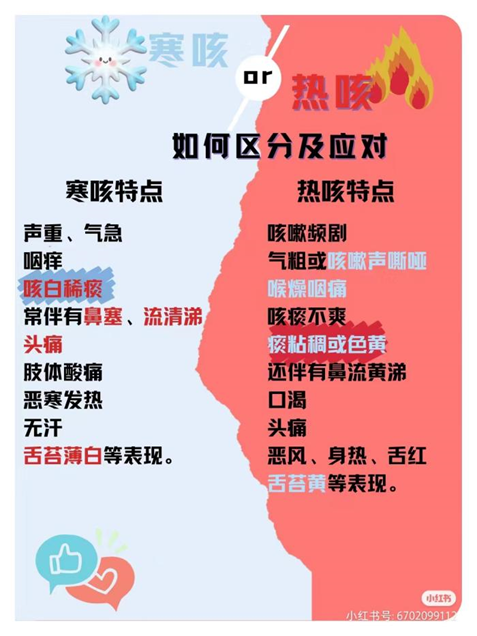 寒咳
or
热咳
如何区分及应对
寒咳特点
声重、气急
咽痒
咳白稀痰
常伴有鼻塞、流清涕
头痛
肢体酸痛
恶寒发热
无汗
舌苔薄白等表现。
热咳特点
咳嗽频剧
气粗或咳嗽声嘶哑
喉燥咽痛
咳痰不爽
痰粘稠或色黄
还伴有鼻流黄涕
口渴
头痛
恶风、身热、舌红
舌苔黄等表现。
小红书
小红书号: